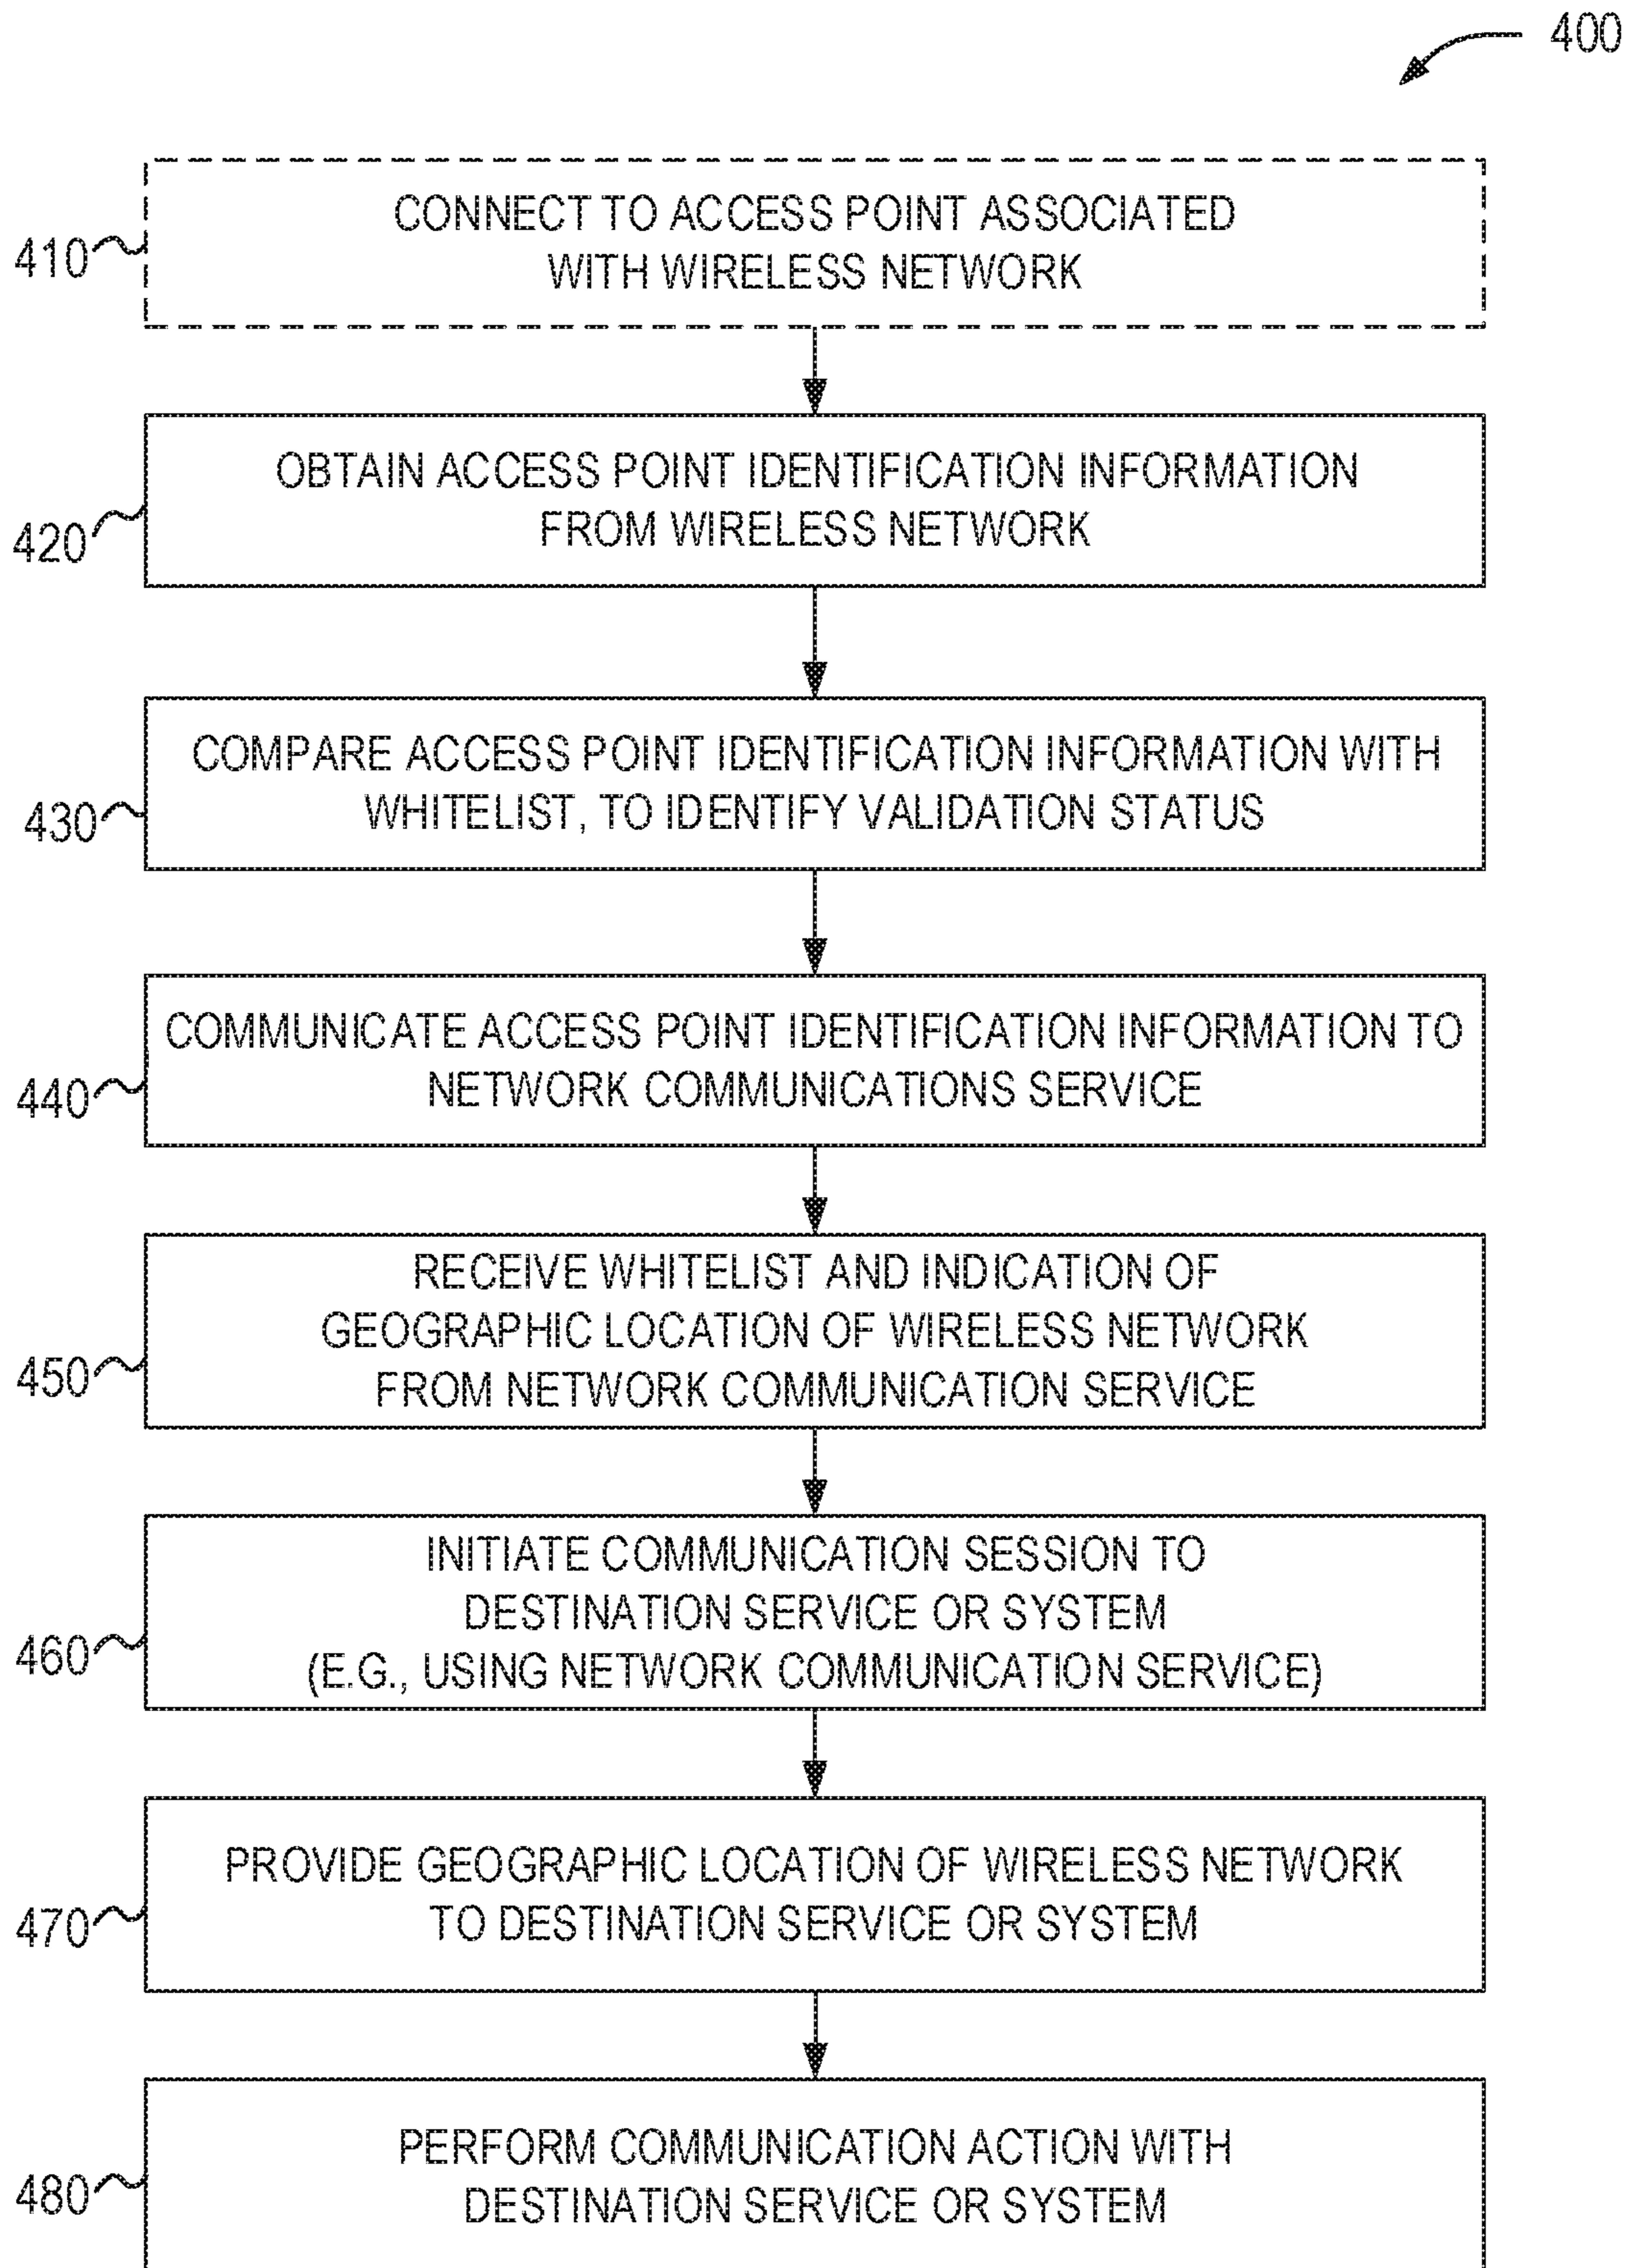 400
410
CONNECT TO ACCESS POINT ASSOCIATED
WITH WIRELESS NETWORK
420
OBTAIN ACCESS POINT IDENTIFICATION INFORMATION
FROM WIRELESS NETWORK
430
COMPARE ACCESS POINT IDENTIFICATION INFORMATION WITH
WHITELIST, TO IDENTIFY VALIDATION STATUS
440
COMMUNICATE ACCESS POINT IDENTIFICATION INFORMATION TO
NETWORK COMMUNICATIONS SERVICE
450
RECEIVE WHITELIST AND INDICATION OF
GEOGRAPHIC LOCATION OF WIRELESS NETWORK
FROM NETWORK COMMUNICATION SERVICE
460
INITIATE COMMUNICATION SESSION TO
DESTINATION SERVICE OR SYSTEM
(E.G., USING NETWORK COMMUNICATION SERVICE)
470
PROVIDE GEOGRAPHIC LOCATION OF WIRELESS NETWORK
TO DESTINATION SERVICE OR SYSTEM
480
PERFORM COMMUNICATION ACTION WITH
DESTINATION SERVICE OR SYSTEM